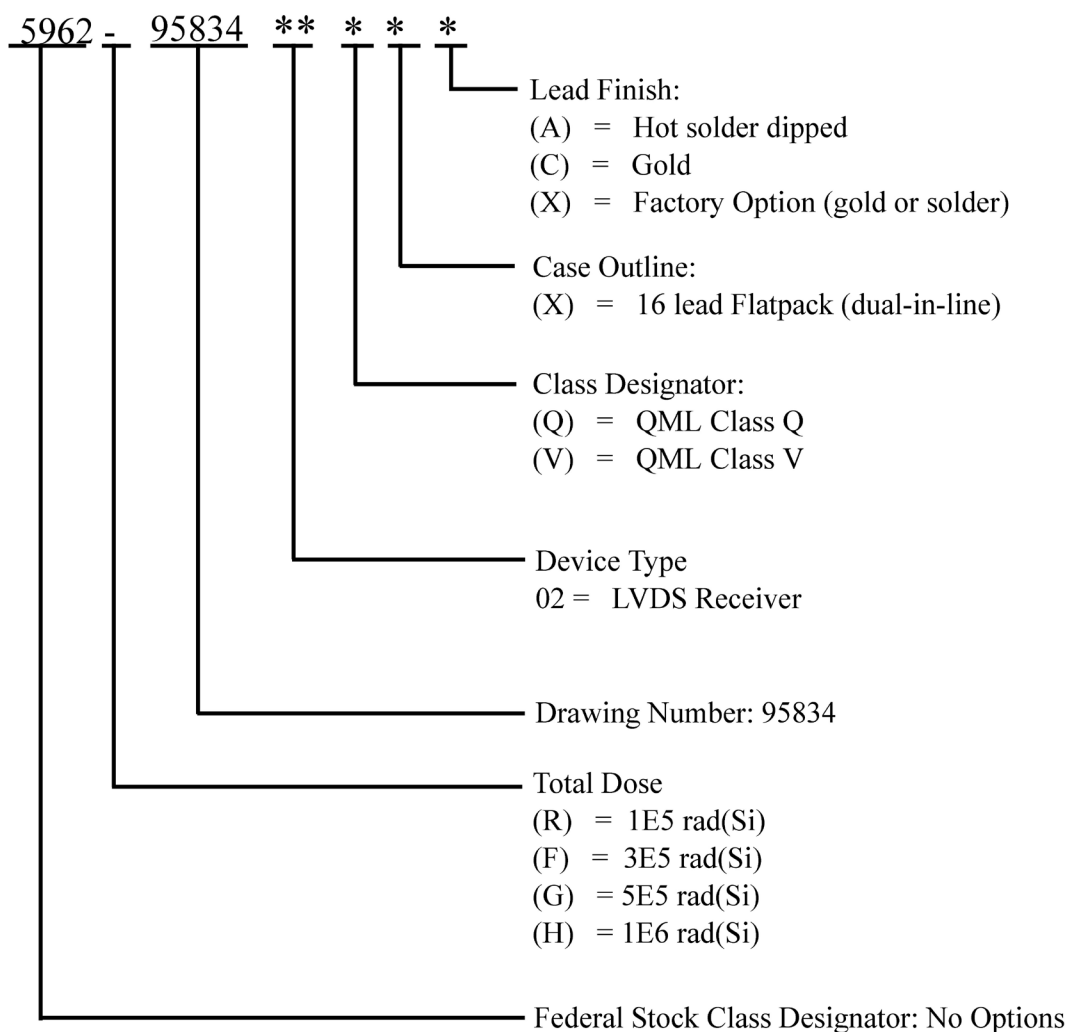 5962 - 95834 ** * * *
Lead Finish:
(A) = Hot solder dipped
(C) = Gold
(X) = Factory Option (gold or solder)
Case Outline:
(X) = 16 lead Flatpack (dual-in-line)
Class Designator:
(Q) = QML Class Q
(V) = QML Class V
Device Type
02 = LVDS Receiver
Drawing Number: 95834
Total Dose
(R) = 1E5 rad(Si)
(F) = 3E5 rad(Si)
(G) = 5E5 rad(Si)
(H) = 1E6 rad(Si)
Federal Stock Class Designator: No Options